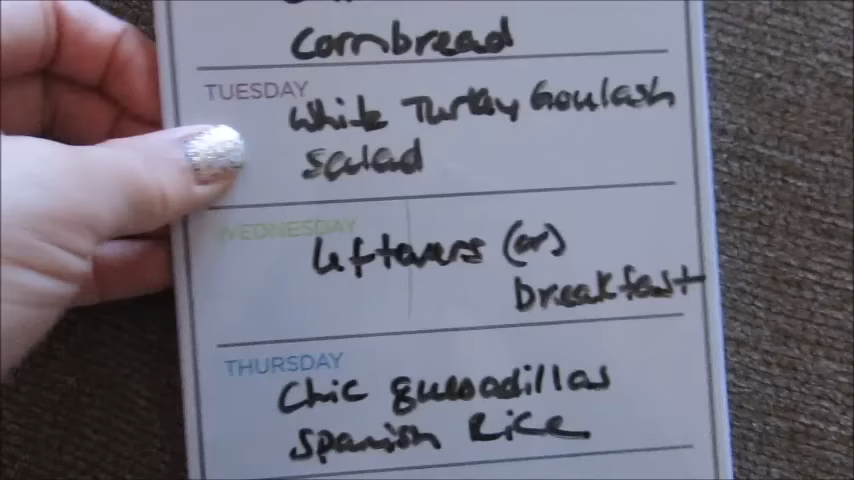 Cornbread
TUESDAY
White Turkey Goulash
Salad
WEDNESDAY
leftovers (or)
breakfast
THURSDAY
Chic quesadillas
Spanish Rice